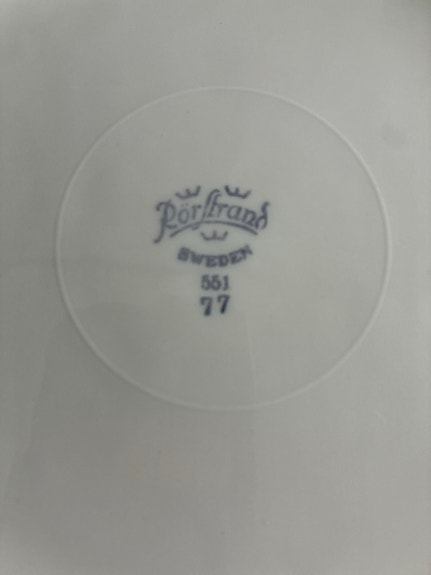 Rörstrand
SWEDEN
551
77